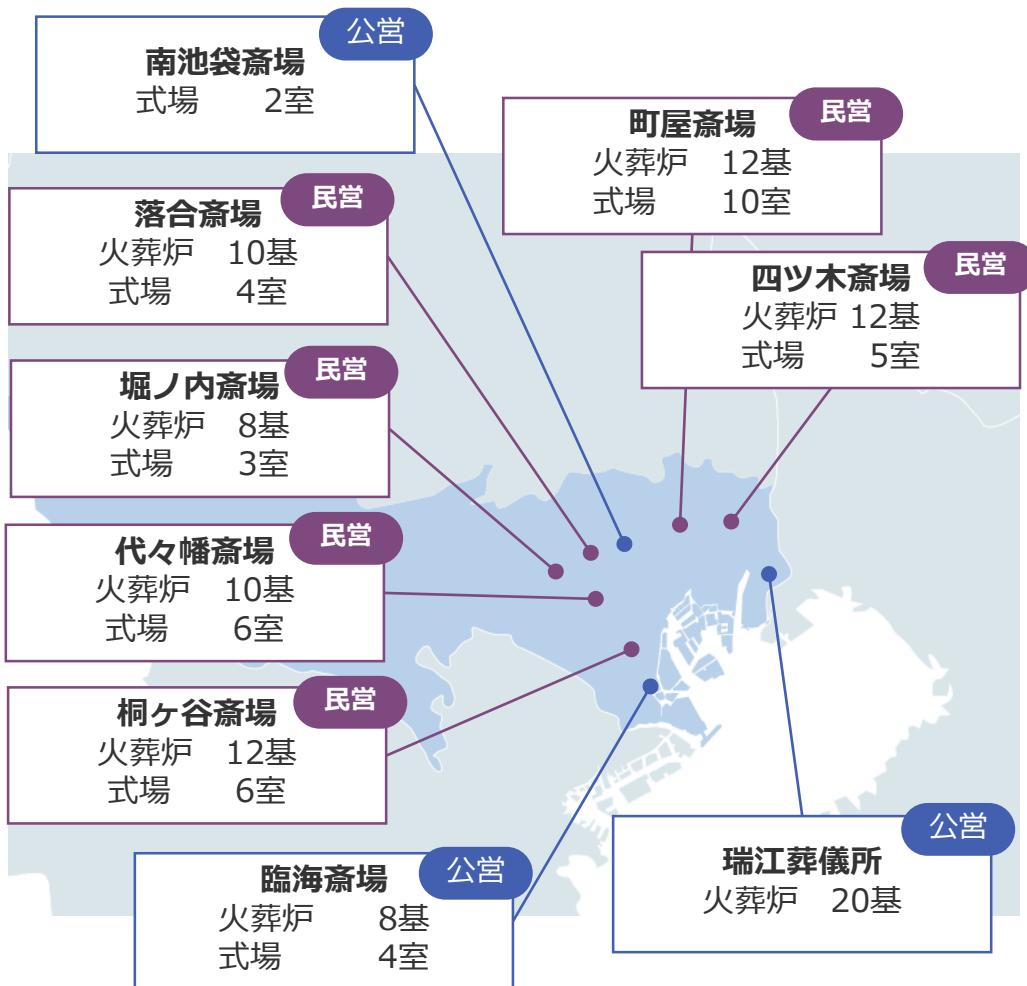 公営
南池袋斎場
式場 2室
民営
町屋斎場
火葬炉 12基
式場 10室
民営
落合斎場
火葬炉 10基
式場 4室
民営
四ツ木斎場
火葬炉 12基
式場 5室
民営
堀ノ内斎場
火葬炉 8基
式場 3室
民営
代々幡斎場
火葬炉 10基
式場 6室
民営
桐ヶ谷斎場
火葬炉 12基
式場 6室
公営
臨海斎場
火葬炉 8基
式場 4室
公営
瑞江葬儀所
火葬炉 20基